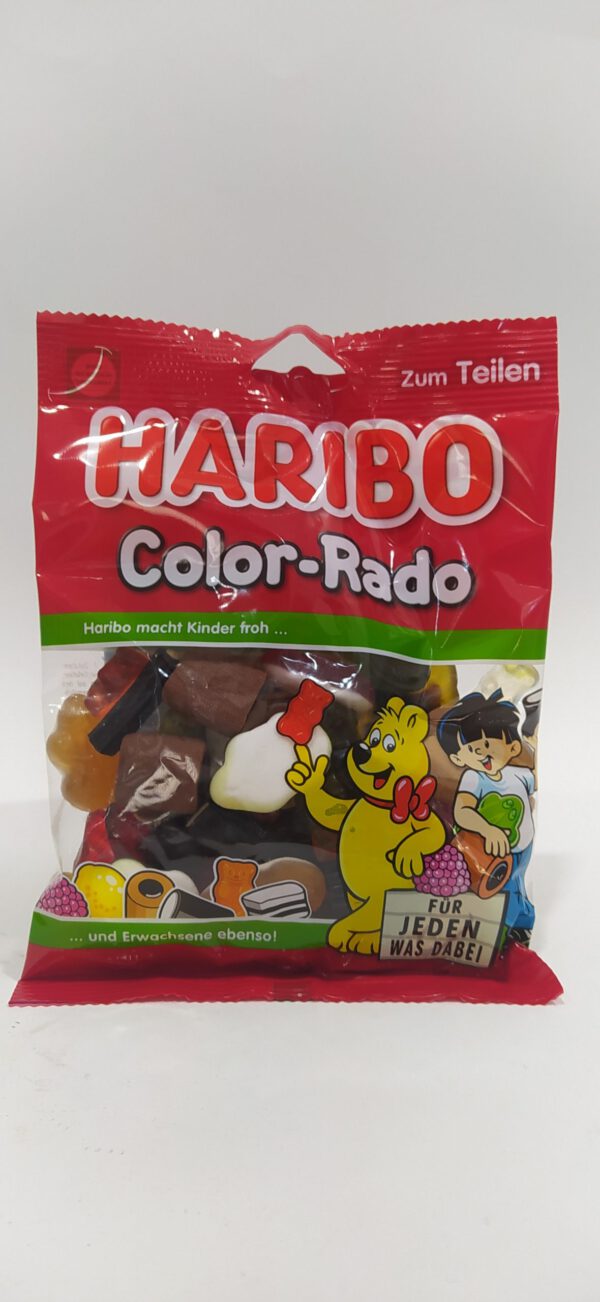 Zum Teilen
HARIBO
Color-Rado
Haribo macht Kinder froh ...
FÜR
JEDEN
WAS DABEI
... und Erwachsene ebenso!